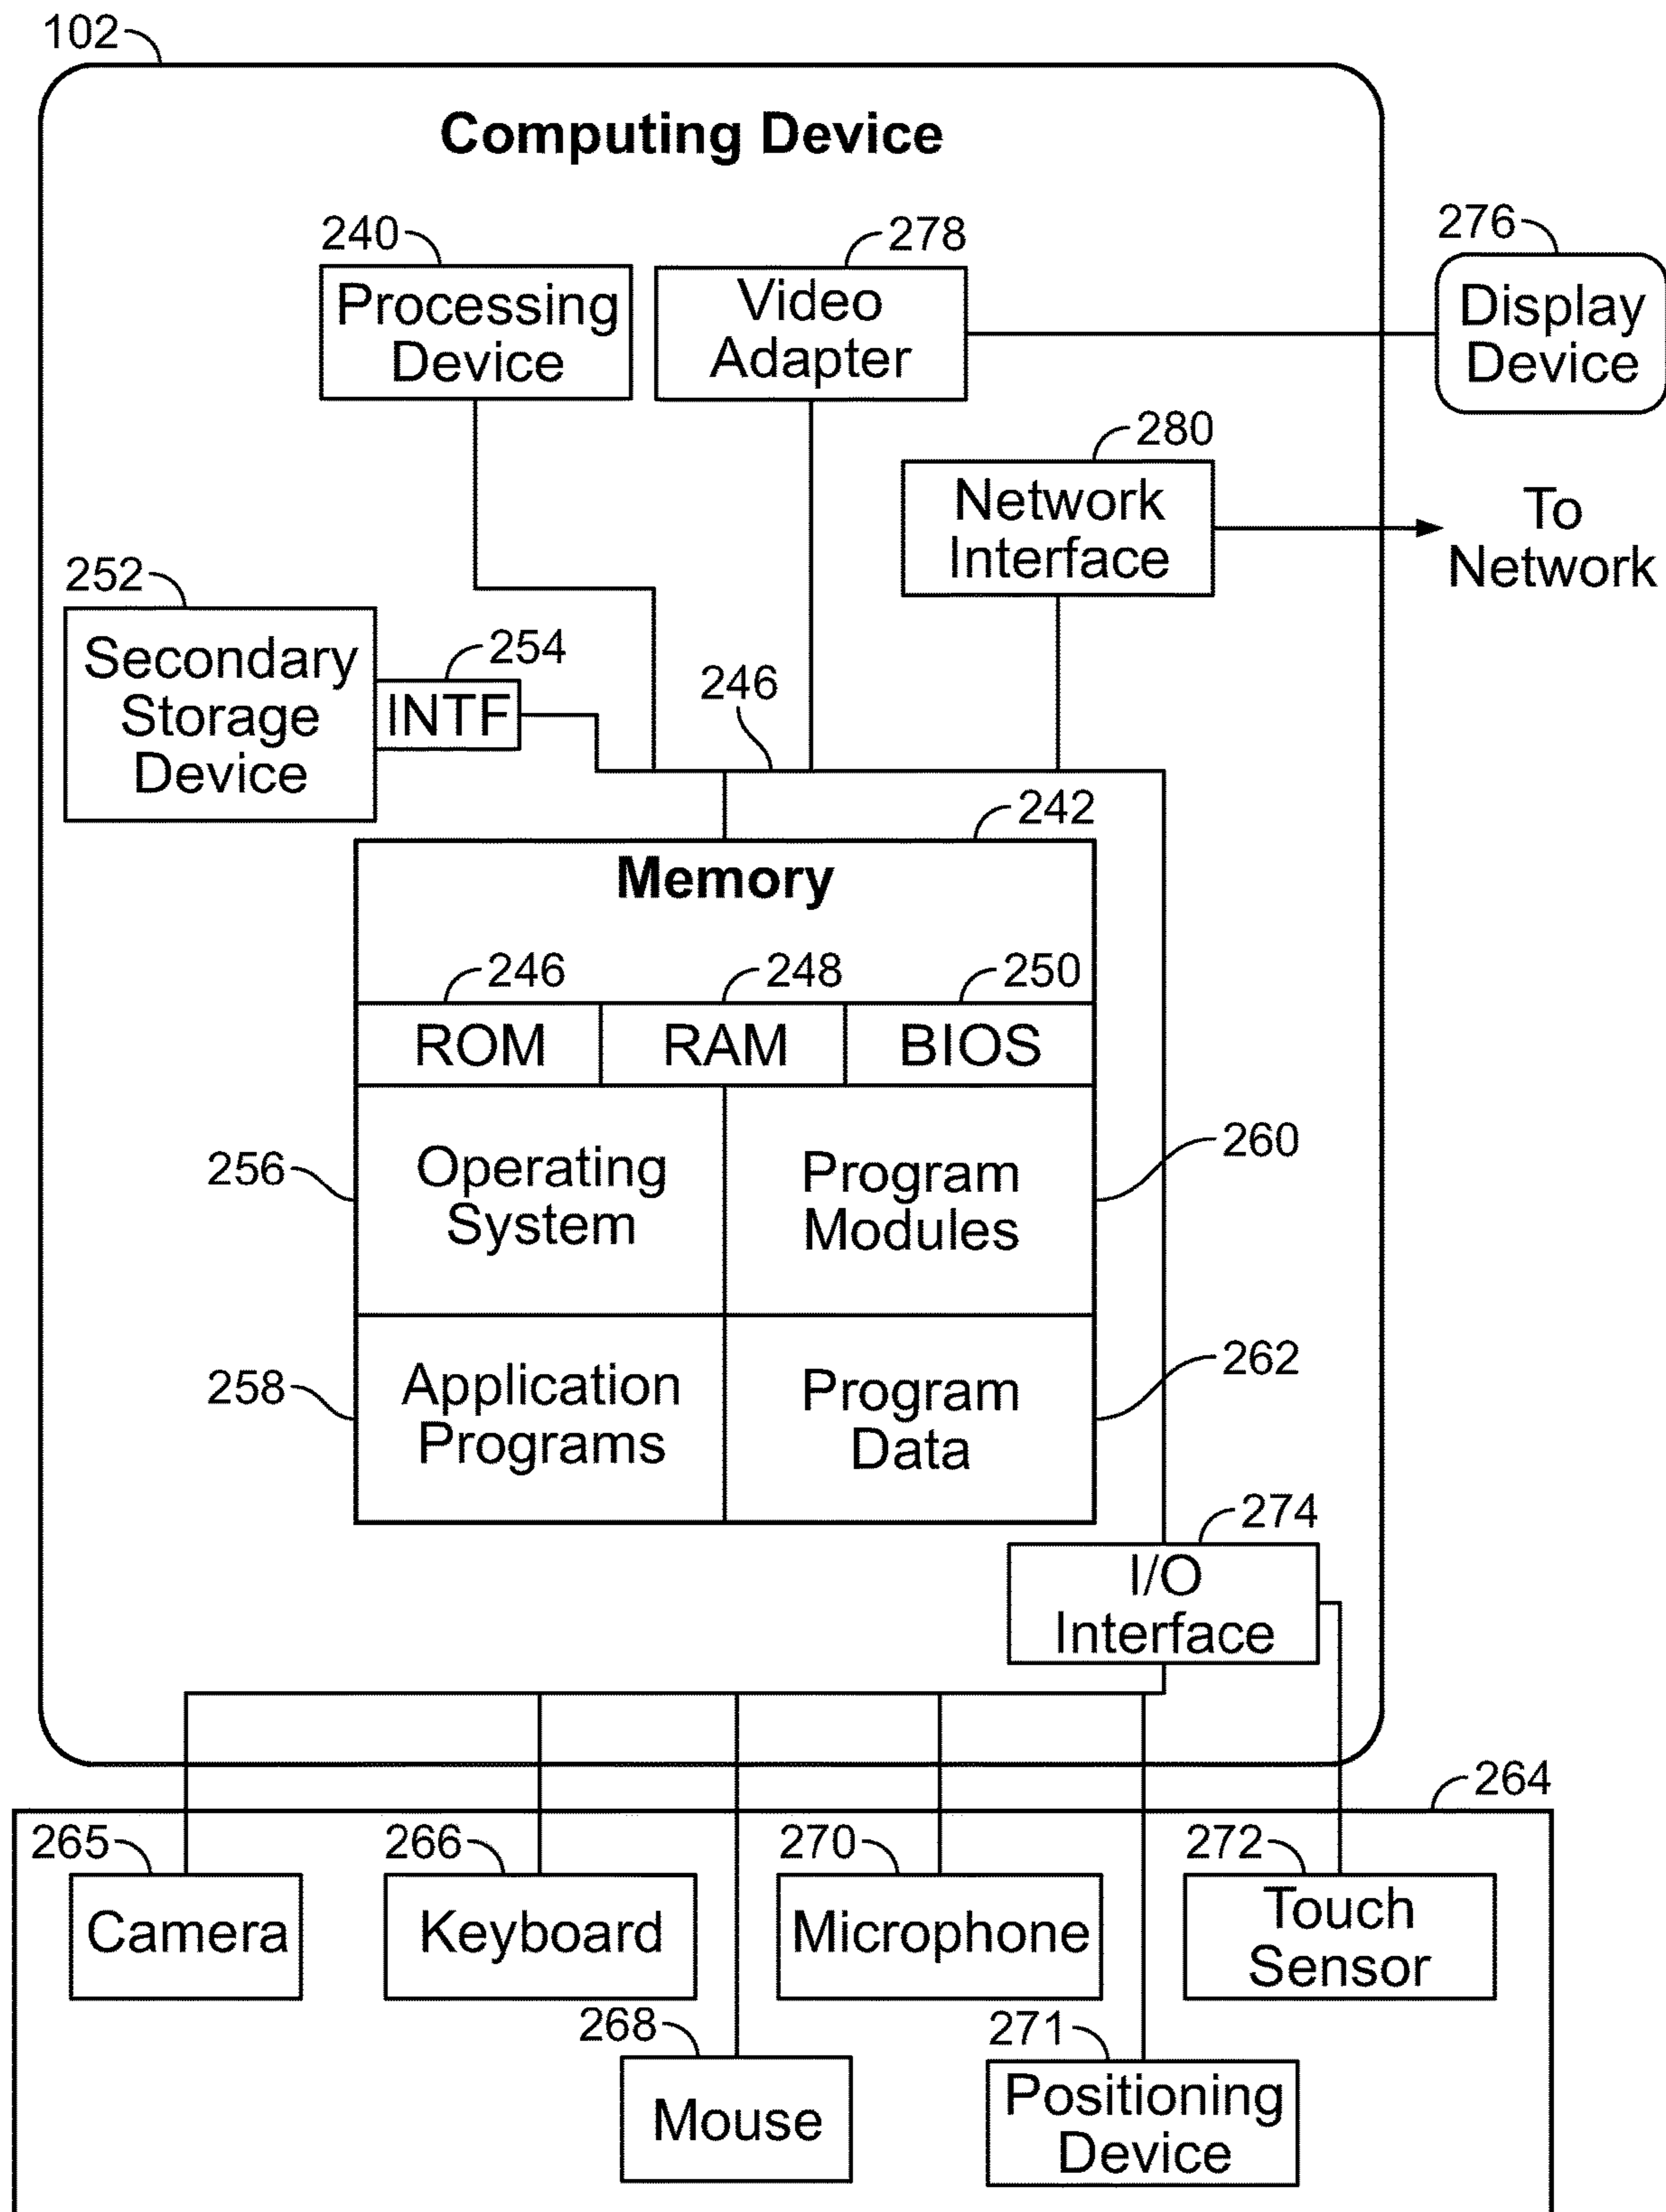 102
Computing Device
240
278
276
Processing
Device
Video
Adapter
Display
Device
280
Network
Interface
To
Network
252
Secondary
Storage
Device
254
INTF
246
242
Memory
246
248
250
ROM
RAM
BIOS
256
Operating
System
Program
Modules
260
258
Application
Programs
Program
Data
262
274
I/O
Interface
264
265
266
270
272
Camera
Keyboard
Microphone
Touch
Sensor
268
271
Mouse
Positioning
Device